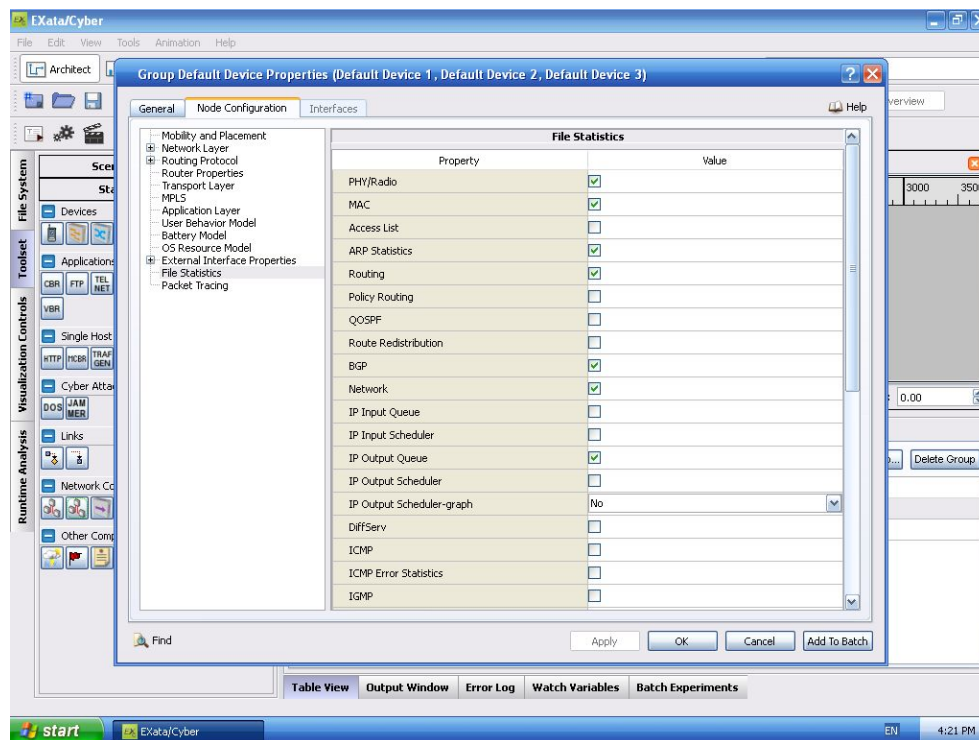 EXata/Cyber
File Edit View Tools Animation Help
Architect
Group Default Device Properties (Default Device 1, Default Device 2, Default Device 3)
General Node Configuration Interfaces Help
Mobility and Placement
Network Layer
Routing Protocol
Router Properties
Transport Layer
MPLS
Application Layer
User Behavior Model
Battery Model
OS Resource Model
External Interface Properties
File Statistics
Packet Tracing
File Statistics
Property Value
PHY/Radio
MAC
Access List
ARP Statistics
Routing
Policy Routing
QOSPF
Route Redistribution
BGP
Network
IP Input Queue
IP Input Scheduler
IP Output Queue
IP Output Scheduler
IP Output Scheduler-graph No
DiffServ
ICMP
ICMP Error Statistics
IGMP
Find Apply OK Cancel Add To Batch
verview
File System
Toolset
Visualization Controls
Runtime Analysis
Scen
Sta
Devices
Applications
CBR FTP TEL NET
VBR
Single Host
HTTP MCBR TRAF GEN
Cyber Atta
DOS JAM MER
Links
Network Co
Other Comp
3000 350
: 0.00
... Delete Group
Table View Output Window Error Log Watch Variables Batch Experiments
start EXata/Cyber EN 4:21 PM